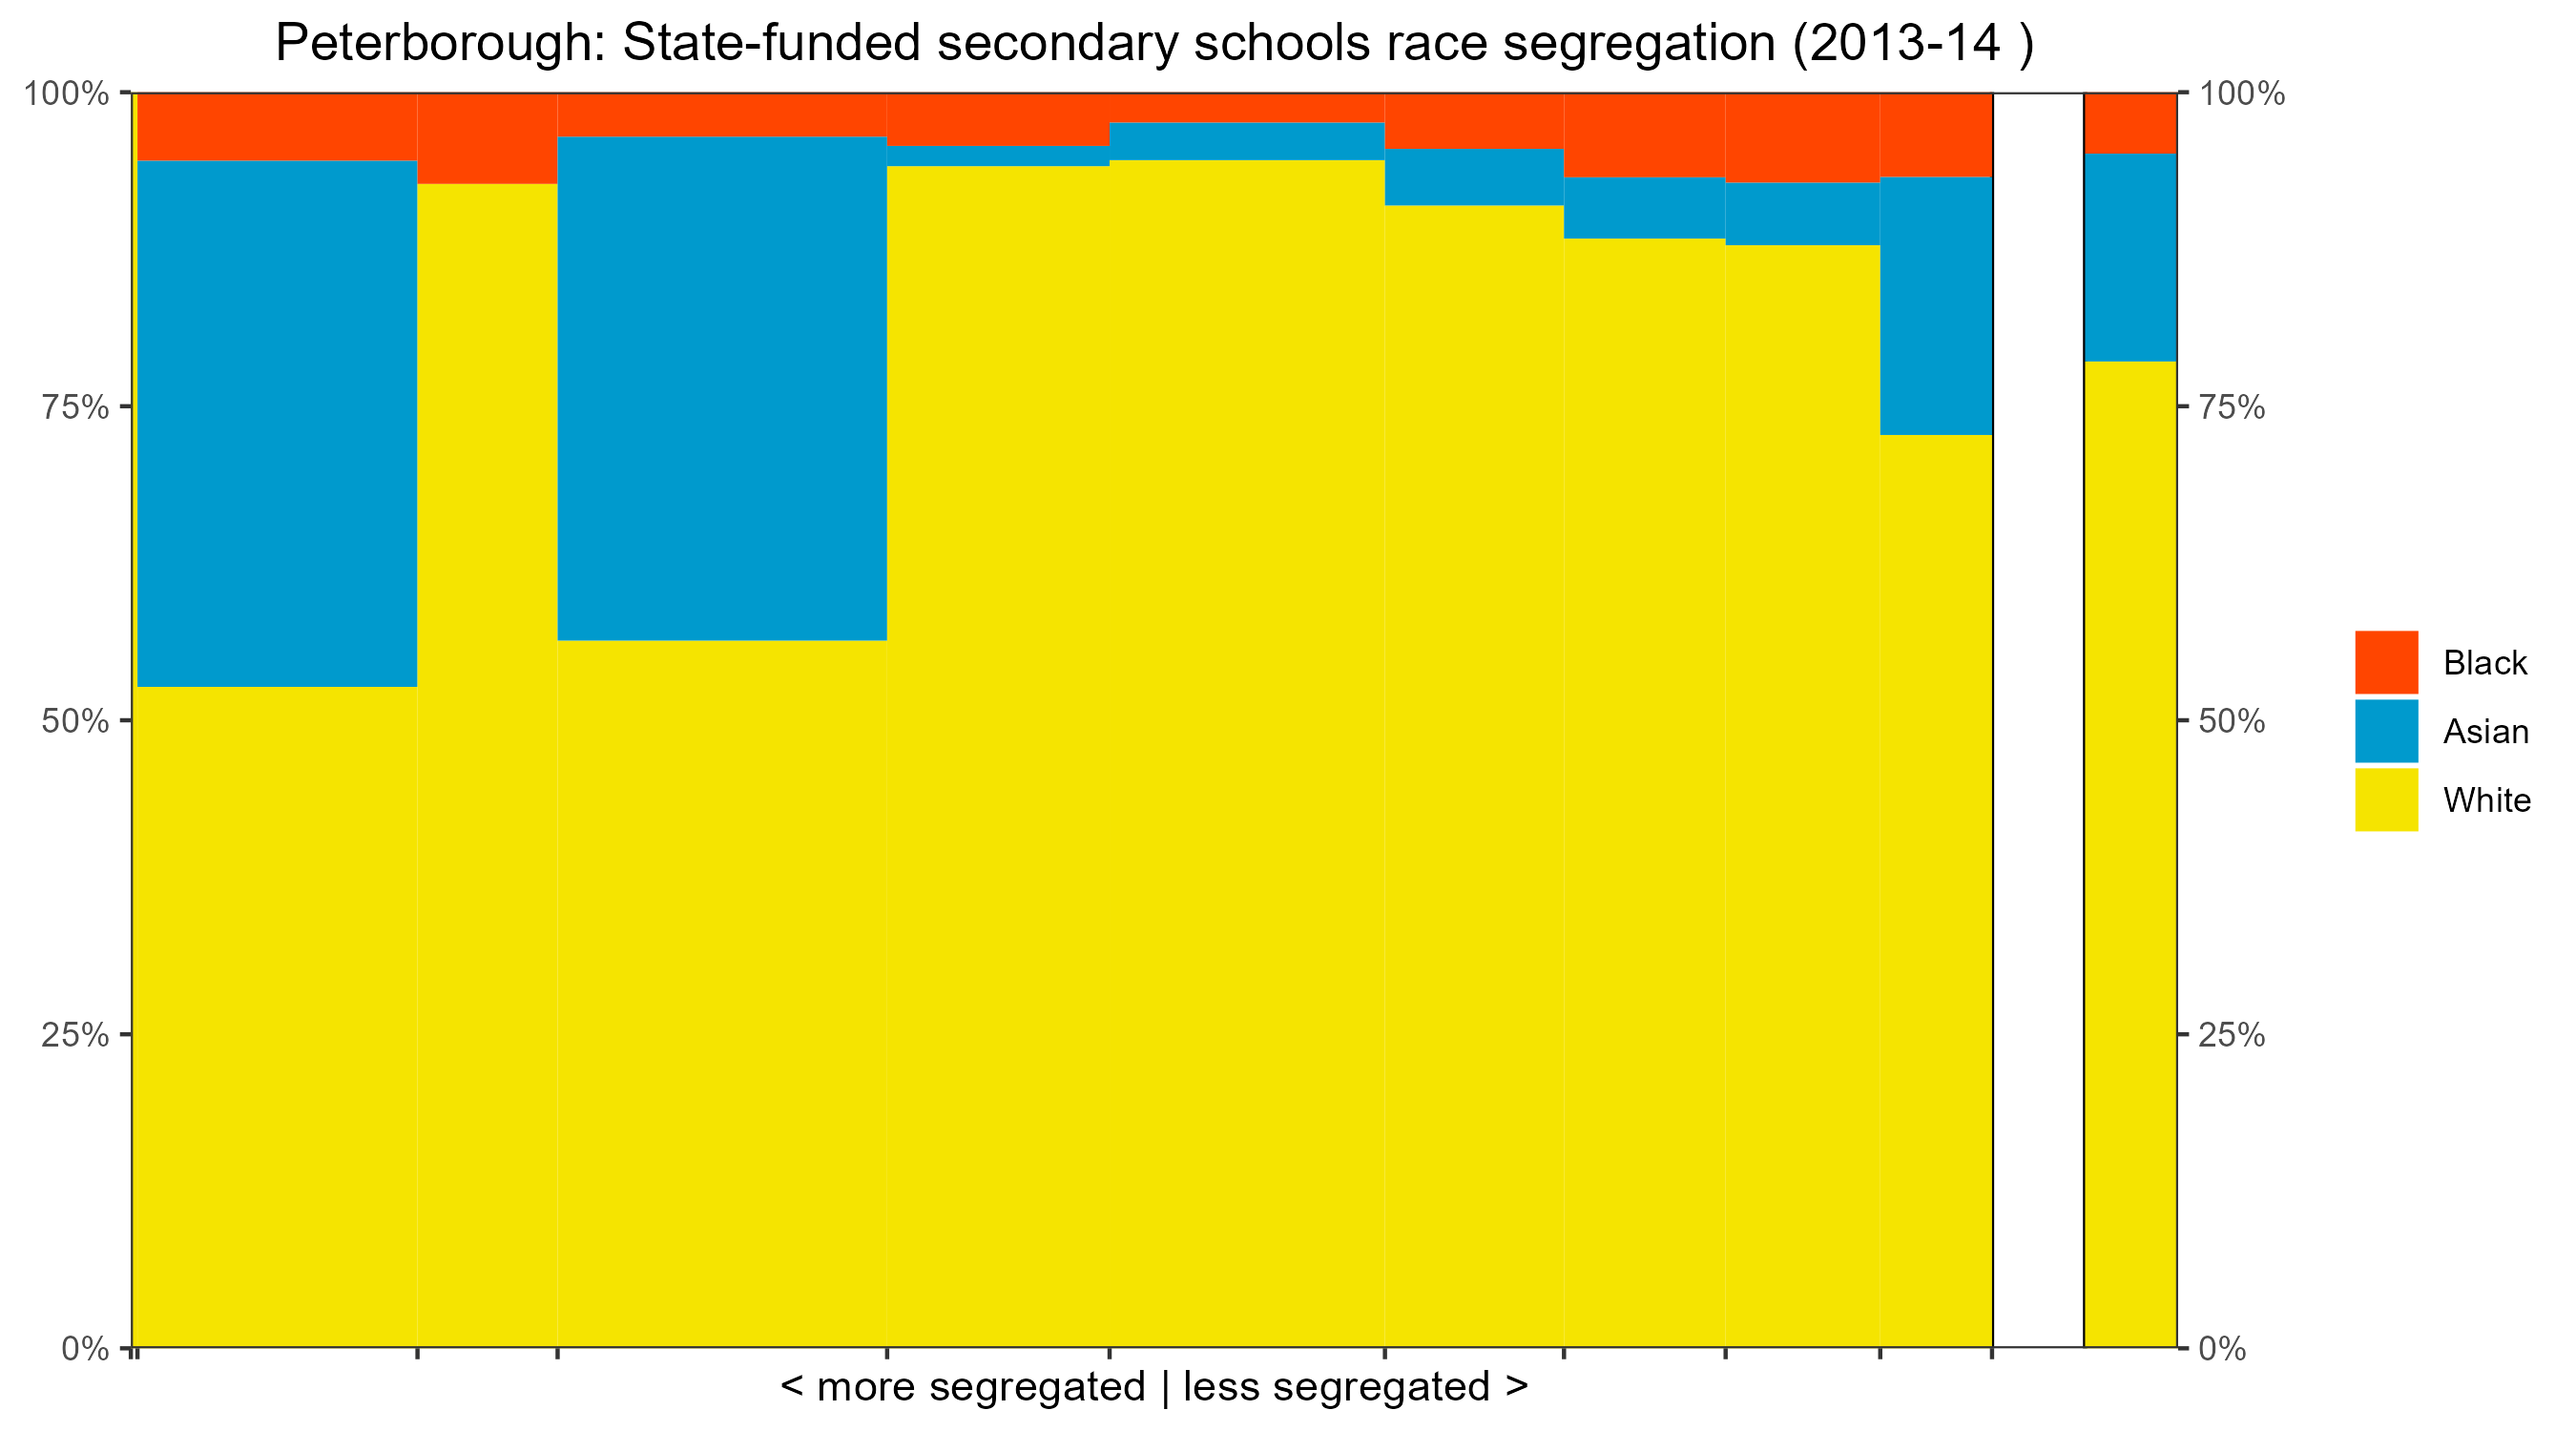 Peterborough: State-funded secondary schools race segregation (2013-14 )
100%
75%
50%
25%
0%
100%
75%
50%
25%
0%
Black
Asian
White
< more segregated | less segregated >